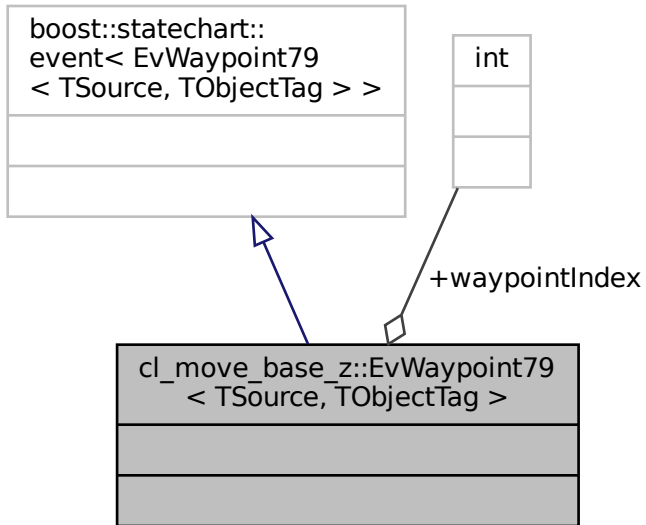 boost::statechart::
event< EvWaypoint79
< TSource, TObjectTag > >
int
+waypointIndex
cl_move_base_z::EvWaypoint79
< TSource, TObjectTag >